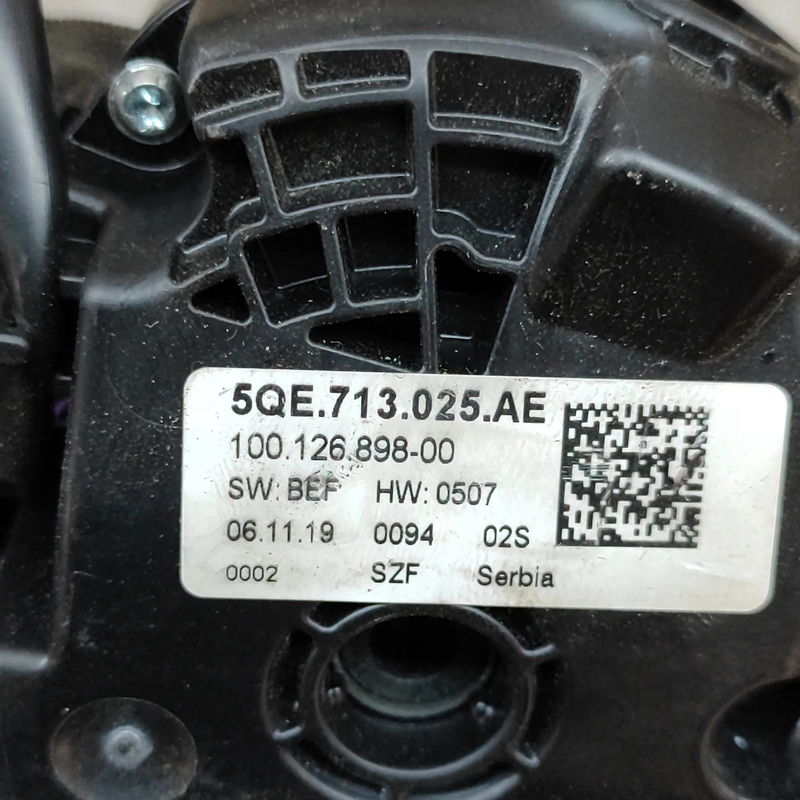 5QE.713.025.AE
100.126.898-00
SW: BEF HW: 0507
06.11.19 0094 02S
0002 SZF Serbia